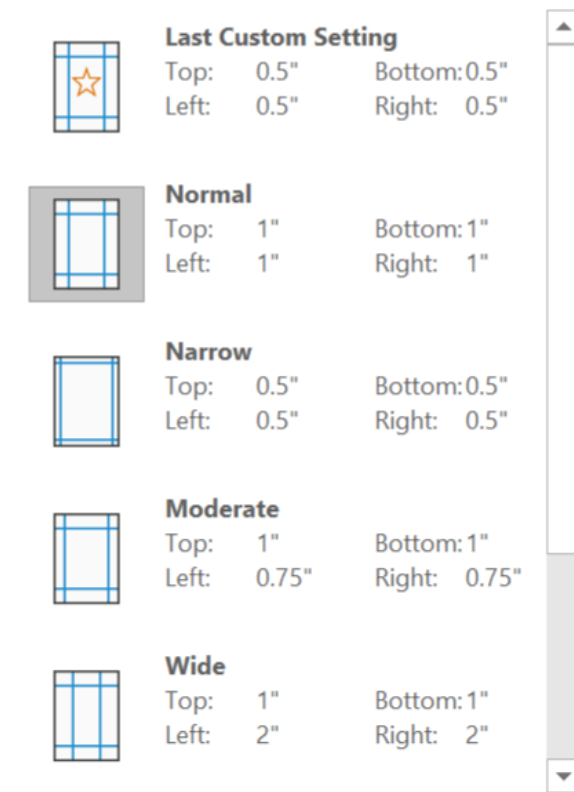 Last Custom Setting
Top: 0.5" Bottom: 0.5"
Left: 0.5" Right: 0.5"
Normal
Top: 1" Bottom: 1"
Left: 1" Right: 1"
Narrow
Top: 0.5" Bottom: 0.5"
Left: 0.5" Right: 0.5"
Moderate
Top: 1" Bottom: 1"
Left: 0.75" Right: 0.75"
Wide
Top: 1" Bottom: 1"
Left: 2" Right: 2"